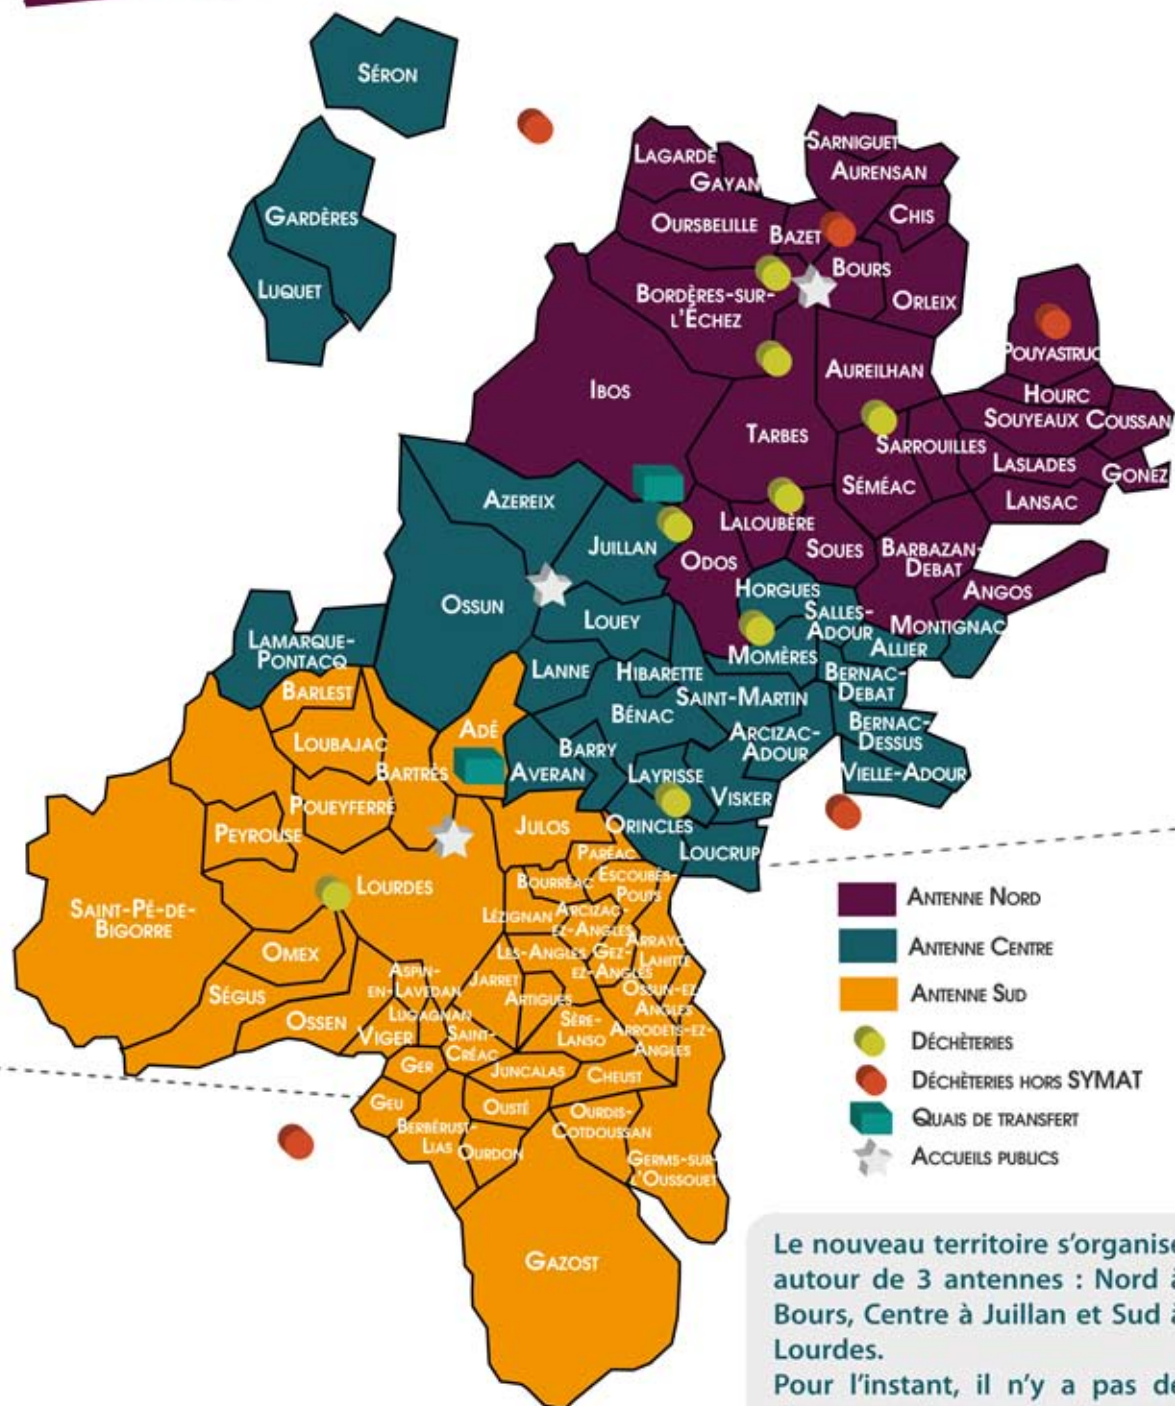 Séron
Gardères
Luquet
Lagarde
Gayan
Sarniguet
Aurensan
Oursbelille
Bazet
Chis
Bours
Orleix
Bordères-sur-
l'Échez
Pouyastruc
Ibos
Aureilhan
Hourc
Souyeaux
Coussan
Tarbes
Sarrouilles
Laslades
Gonez
Séméac
Lansac
Azereix
Laloubère
Juillan
Soues
Odos
Barbazan-
Debat
Angos
Horgues
Ossun
Louey
Salles-
Adour
Montignac
Allier
Lamarque-
Pontacq
Momères
Lanne
Hibarette
Bernac-
Debat
Barlest
Saint-Martin
Bénac
Adé
Arcizac-
Adour
Bernac-
Dessus
Loubajac
Barry
Bartrès
Averan
Layrisse
Vielle-Adour
Visker
Poueyferré
Peyrouse
Julos
Orincles
Loucrup
Paréac
Escoubès-
Pouts
Bourréac
Lourdes
Saint-Pé-de-
Bigorre
Lézignan
Arcizac-
ez-Angles
Omex
Les-Angles
Gez-
ez-Angles
Arrayou
Lahitte
Aspin-
en-Lavedan
Jarret
Artigues
Ossun-ez
Angles
Ségus
Ossen
Lugagnan
Viger
Saint-
Créac
Sère-
Lanso
Arrodets-ez-
Angles
Ger
Juncalas
Cheust
Geu
Ousté
Ourdis-
Cotdoussan
Berbérust-
Lias
Ourdon
Germs-sur-
l'Oussouet
Gazost
Antenne Nord
Antenne Centre
Antenne Sud
Déchèteries
Déchèteries hors SYMAT
Quais de transfert
Accueils publics
Le nouveau territoire s'organise
autour de 3 antennes : Nord à
Bours, Centre à Juillan et Sud à
Lourdes.
Pour l'instant, il n'y a pas de